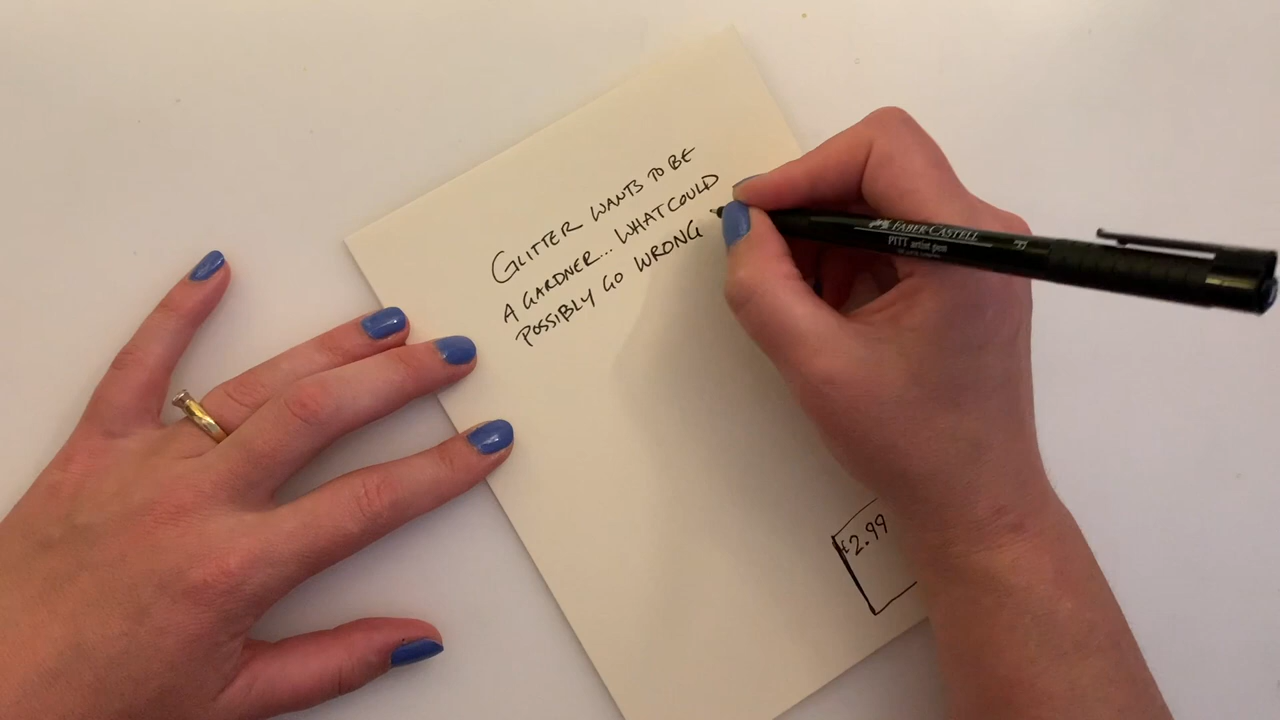 GLITTER WANTS TO BE
A GARDNER... WHAT COULD
POSSIBLY GO WRONG
£2.99
FABER-CASTELL
PITT artist pen
F